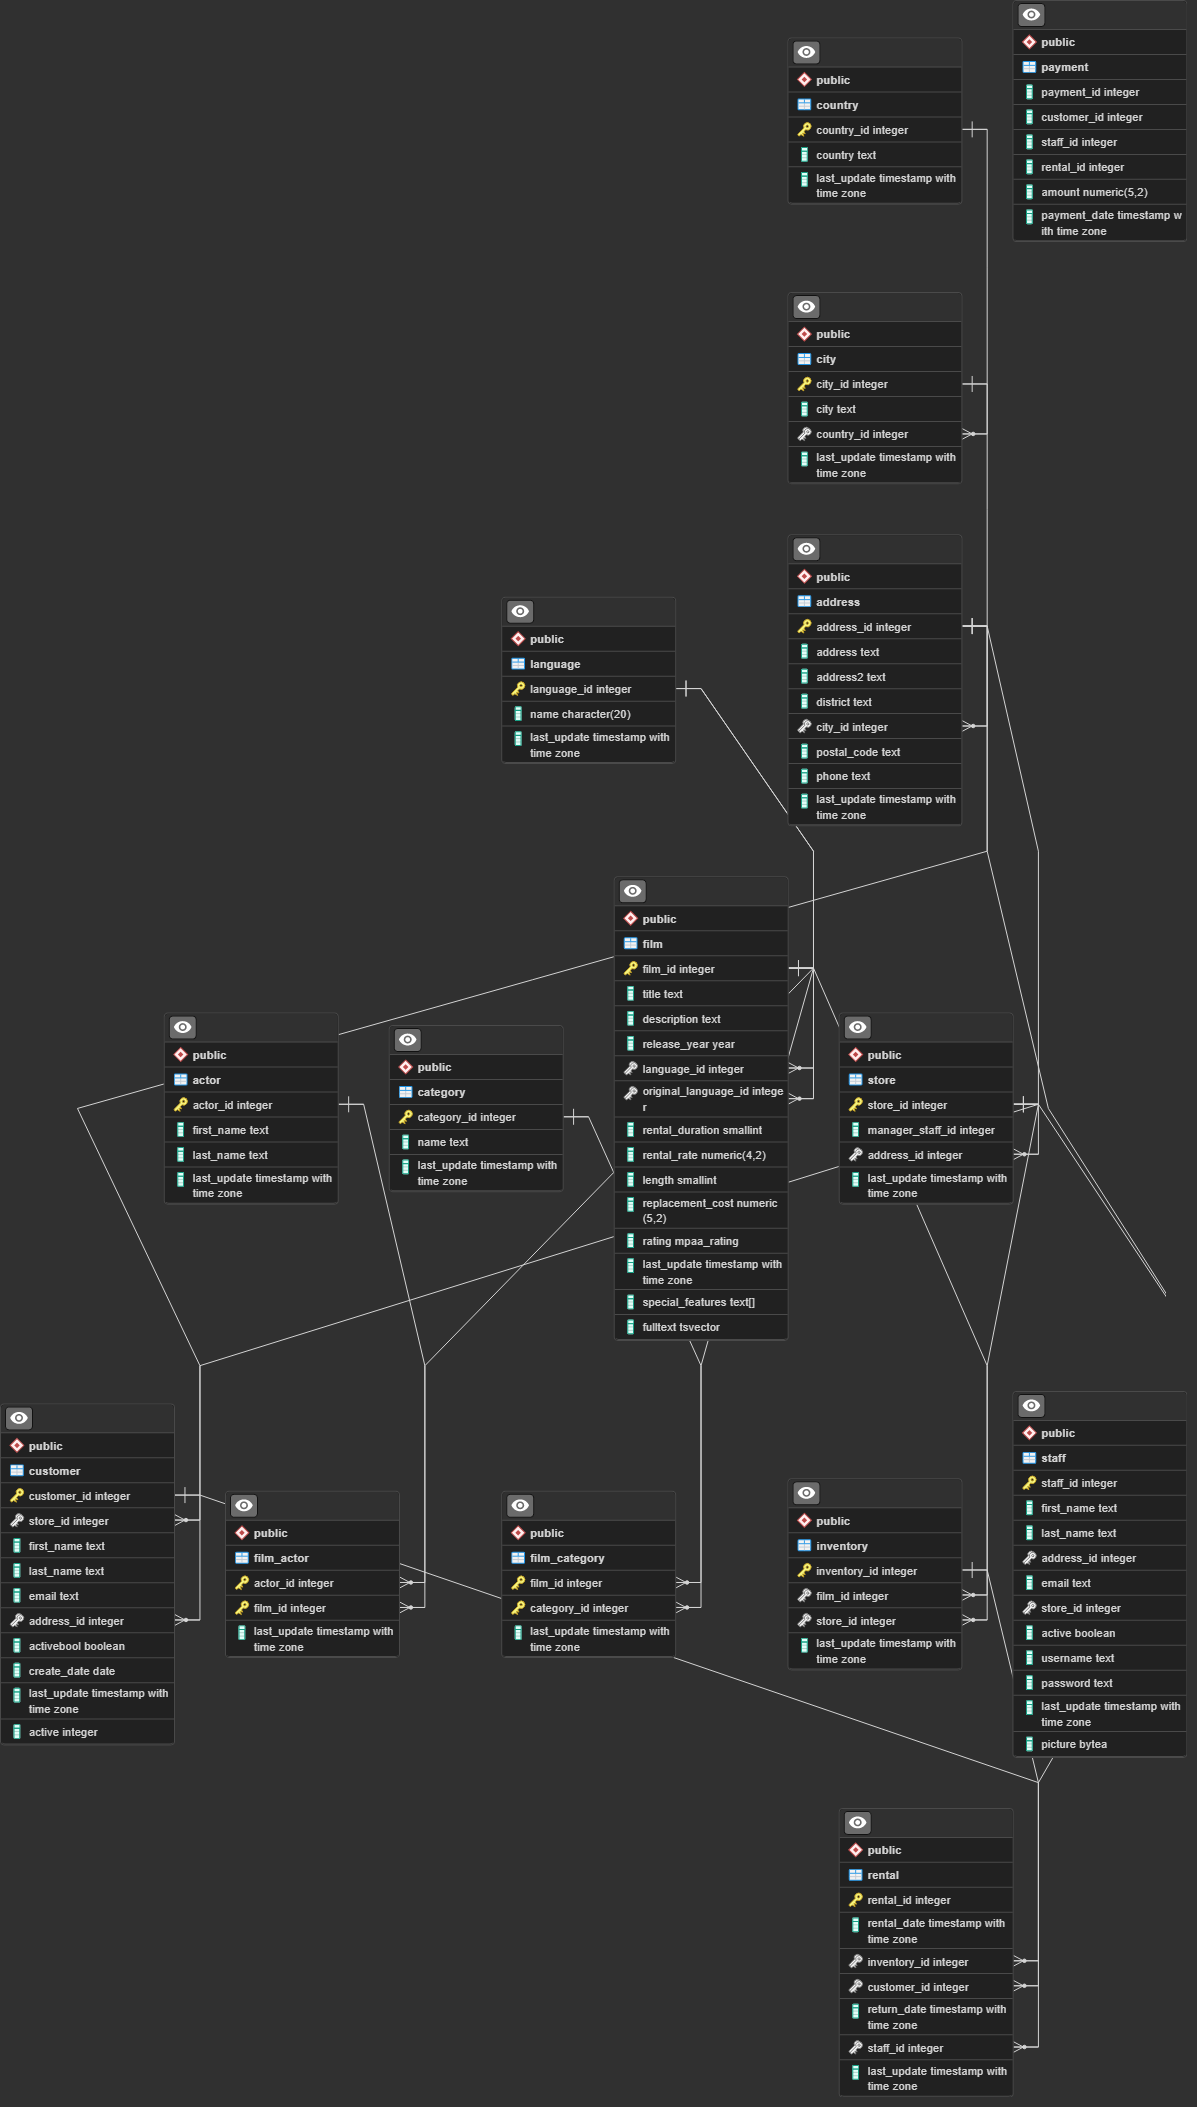 public
payment
payment_id integer
customer_id integer
staff_id integer
rental_id integer
amount numeric(5,2)
payment_date timestamp w
ith time zone
public
country
country_id integer
country text
last_update timestamp with
time zone
public
city
city_id integer
city text
country_id integer
last_update timestamp with
time zone
public
address
address_id integer
address text
address2 text
district text
city_id integer
postal_code text
phone text
last_update timestamp with
time zone
public
language
language_id integer
name character(20)
last_update timestamp with
time zone
public
film
film_id integer
title text
description text
release_year year
language_id integer
original_language_id intege
r
rental_duration smallint
rental_rate numeric(4,2)
length smallint
replacement_cost numeric
(5,2)
rating mpaa_rating
last_update timestamp with
time zone
special_features text[]
fulltext tsvector
public
actor
actor_id integer
first_name text
last_name text
last_update timestamp with
time zone
public
category
category_id integer
name text
last_update timestamp with
time zone
public
store
store_id integer
manager_staff_id integer
address_id integer
last_update timestamp with
time zone
public
customer
customer_id integer
store_id integer
first_name text
last_name text
email text
address_id integer
activebool boolean
create_date date
last_update timestamp with
time zone
active integer
public
film_actor
actor_id integer
film_id integer
last_update timestamp with
time zone
public
film_category
film_id integer
category_id integer
last_update timestamp with
time zone
public
inventory
inventory_id integer
film_id integer
store_id integer
last_update timestamp with
time zone
public
staff
staff_id integer
first_name text
last_name text
address_id integer
email text
store_id integer
active boolean
username text
password text
last_update timestamp with
time zone
picture bytea
public
rental
rental_id integer
rental_date timestamp with
time zone
inventory_id integer
customer_id integer
return_date timestamp with
time zone
staff_id integer
last_update timestamp with
time zone